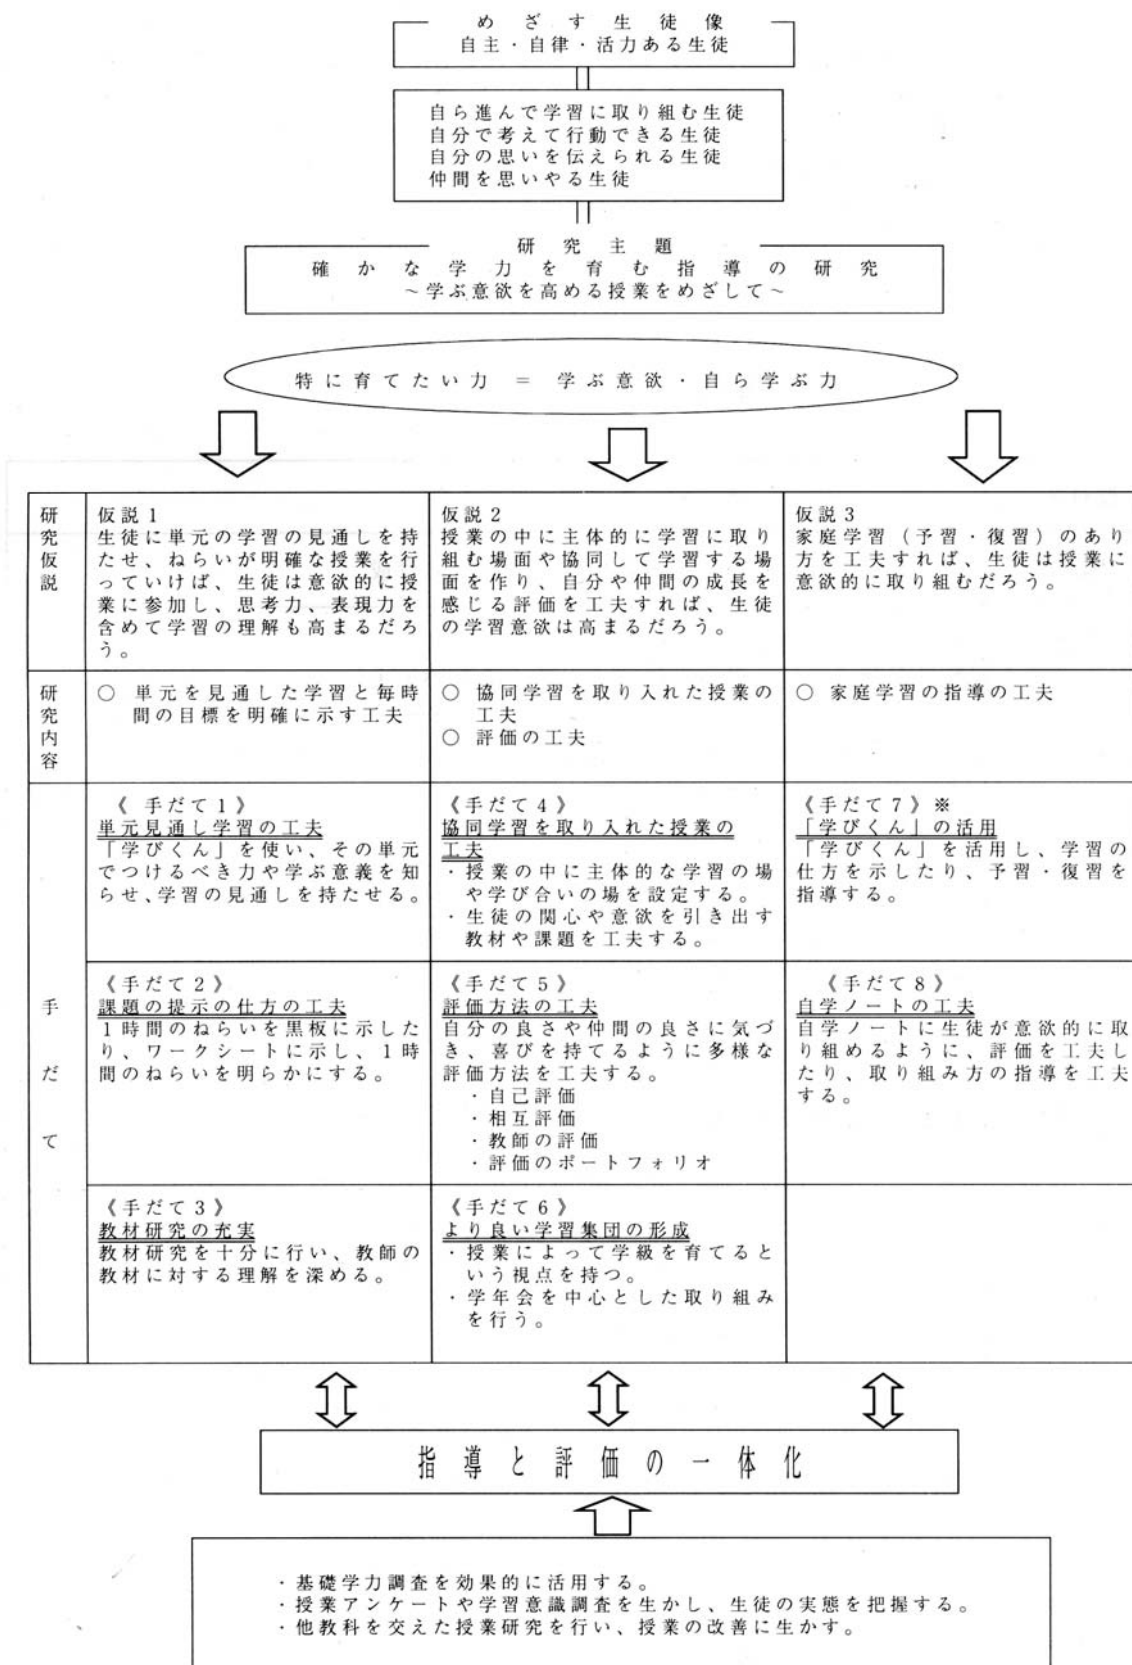 めざす生徒像
自主・自律・活力ある生徒
自ら進んで学習に取り組む生徒
自分で考えて行動できる生徒
自分の思いを伝えられる生徒
仲間を思いやる生徒
研究主題
確かな学力を育む指導の研究
～学ぶ意欲を高める授業をめざして～
特に育てたい力 ＝ 学ぶ意欲・自ら学ぶ力
研究仮説
仮説1
生徒に単元の学習の見通しを持
たせ、ねらいが明確な授業を行
っていけば、生徒は意欲的に授
業に参加し、思考力、表現力を
含めて学習の理解も高まるだろ
う。
仮説2
授業の中に主体的に学習に取り
組む場面や協同して学習する場
面を作り、自分や仲間の成長を
感じる評価を工夫すれば、生徒
の学習意欲は高まるだろう。
仮説3
家庭学習（予習・復習）のあり
方を工夫すれば、生徒は授業に
意欲的に取り組むだろう。
研究内容
○ 単元を見通した学習と毎時
間の目標を明確に示す工夫
○ 協同学習を取り入れた授業の
工夫
○ 評価の工夫
○ 家庭学習の指導の工夫
手だて
《 手だて1》
単元見通し学習の工夫
「学びくん」を使い、その単元
でつけるべき力や学ぶ意義を知
らせ、学習の見通しを持たせる。
《手だて4》
協同学習を取り入れた授業の
工夫
・授業の中に主体的な学習の場
や学び合いの場を設定する。
・生徒の関心や意欲を引き出す
教材や課題を工夫する。
《手だて7》※
「学びくん」の活用
「学びくん」を活用し、学習の
仕方を示したり、予習・復習を
指導する。
《手だて2》
課題の提示の仕方の工夫
1時間のねらいを黒板に示した
り、ワークシートに示し、1時
間のねらいを明らかにする。
《手だて5》
評価方法の工夫
自分の良さや仲間の良さに気づ
き、喜びを持てるように多様な
評価方法を工夫する。
・自己評価
・相互評価
・教師の評価
・評価のポートフォリオ
《手だて8》
自学ノートの工夫
自学ノートに生徒が意欲的に取
り組めるように、評価を工夫し
たり、取り組み方の指導を工夫
する。
《手だて3》
教材研究の充実
教材研究を十分に行い、教師の
教材に対する理解を深める。
《手だて6》
より良い学習集団の形成
・授業によって学級を育てると
いう視点を持つ。
・学年会を中心とした取り組み
を行う。
指導と評価の一体化
・基礎学力調査を効果的に活用する。
・授業アンケートや学習意識調査を生かし、生徒の実態を把握する。
・他教科を交えた授業研究を行い、授業の改善に生かす。